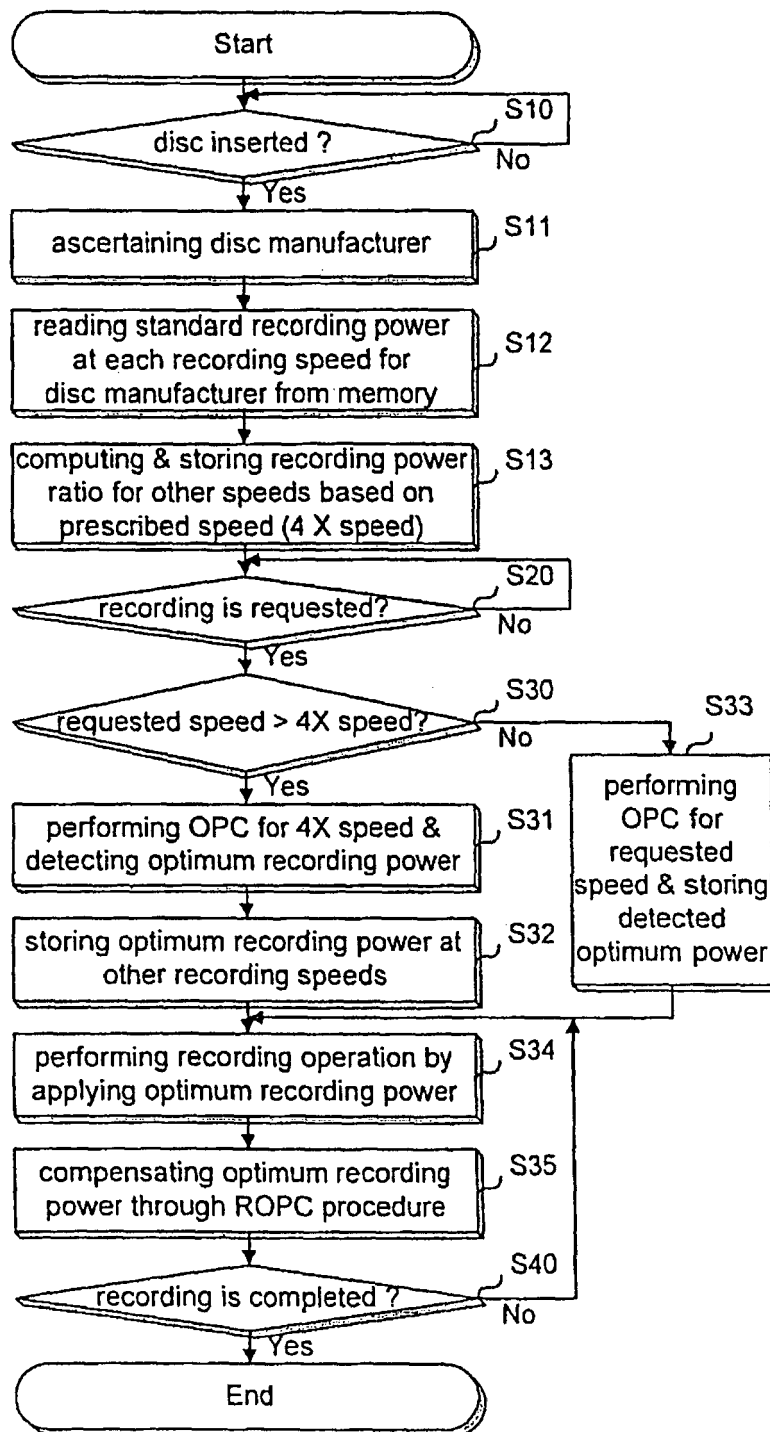 Start
S10
disc inserted ?
No
Yes
S11
ascertaining disc manufacturer
S12
reading standard recording power
at each recording speed for
disc manufacturer from memory
S13
computing & storing recording power
ratio for other speeds based on
prescribed speed (4 X speed)
S20
recording is requested?
No
Yes
S30
requested speed > 4X speed?
No
Yes
S33
performing
OPC for
requested
speed & storing
detected
optimum power
S31
performing OPC for 4X speed &
detecting optimum recording power
S32
storing optimum recording power at
other recording speeds
S34
performing recording operation by
applying optimum recording power
S35
compensating optimum recording
power through ROPC procedure
S40
recording is completed ?
No
Yes
End